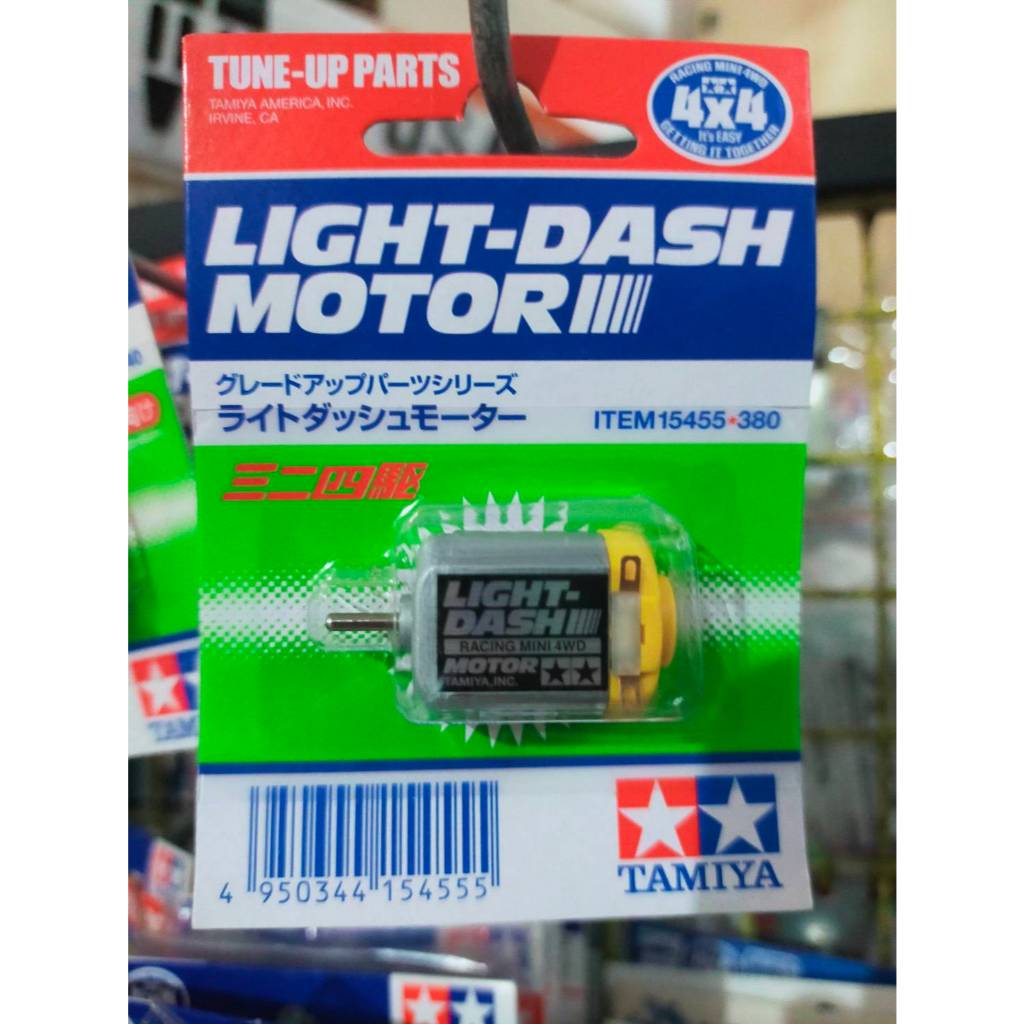 TUNE-UP PARTS
TAMIYA AMERICA, INC.
IRVINE, CA
RACING MINI 4WD
4x4
It's EASY
GETTING IT TOGETHER
LIGHT-DASH
MOTOR
グレードアップパーツシリーズ
ライトダッシュモーター
ITEM 15455★380
ミニ四駆
LIGHT-
DASH
RACING MINI 4WD
MOTOR
TAMIYA, INC.
4 950344 154555
TAMIYA
TAMIYA